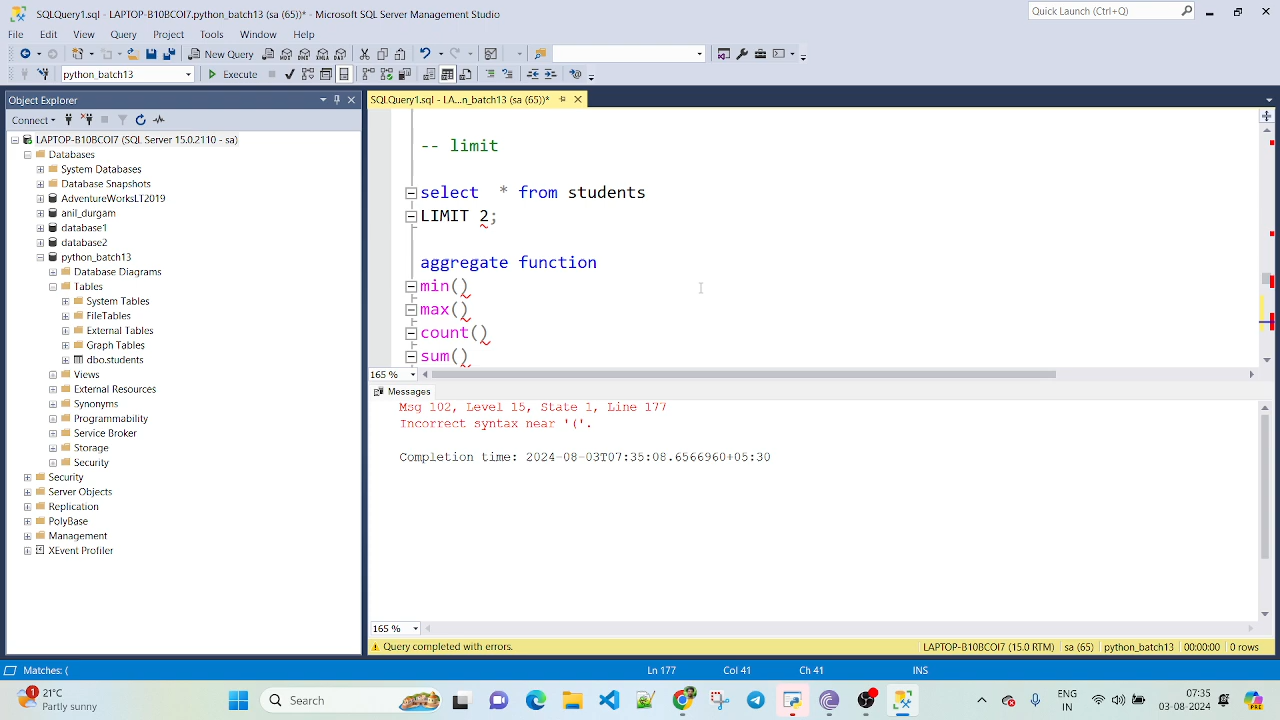 SQLQuery1.sql - LAPTOP-B10BCOI7.python_batch13 (sa (65))* - Microsoft SQL Server Management Studio
Quick Launch (Ctrl+Q)
File Edit View Query Project Tools Window Help
New Query
python_batch13 Execute
Object Explorer
SQLQuery1.sql - LA...n_batch13 (sa (65))*
Connect
LAPTOP-B10BCOI7 (SQL Server 15.0.2110 - sa)
Databases
System Databases
Database Snapshots
AdventureWorksLT2019
anil_durgam
database1
database2
python_batch13
Database Diagrams
Tables
System Tables
FileTables
External Tables
Graph Tables
dbo.students
Views
External Resources
Synonyms
Programmability
Service Broker
Storage
Security
Security
Server Objects
Replication
PolyBase
Management
XEvent Profiler
-- limit
select * from students
LIMIT 2;
aggregate function
min()
max()
count()
sum()
165 %
Messages
Msg 102, Level 15, State 1, Line 177
Incorrect syntax near '('.
Completion time: 2024-08-03T07:35:08.6566960+05:30
165 %
Query completed with errors.
LAPTOP-B10BCOI7 (15.0 RTM) sa (65) python_batch13 00:00:00 0 rows
Matches: ( Ln 177 Col 41 Ch 41 INS
1
21°C
Partly sunny
Search
ENG
IN
07:35
03-08-2024
PRE